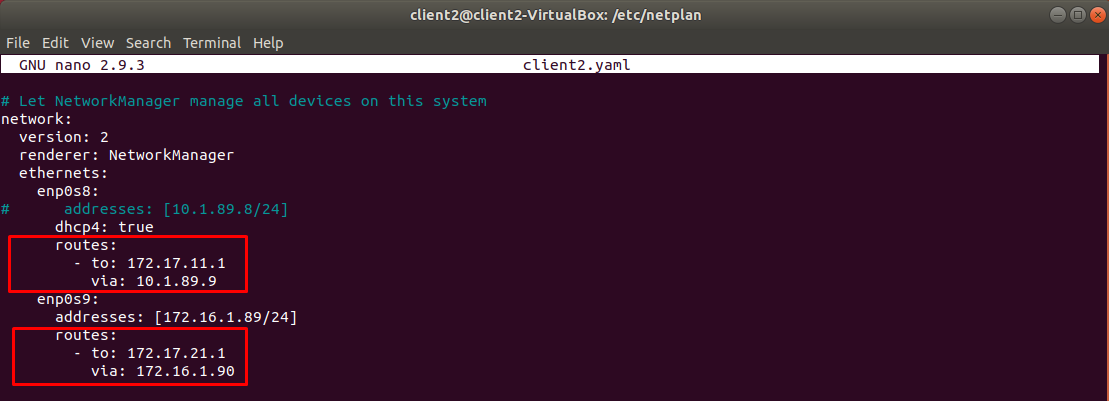 client2@client2-VirtualBox: /etc/netplan
File Edit View Search Terminal Help
GNU nano 2.9.3 client2.yaml
# Let NetworkManager manage all devices on this system
network:
  version: 2
  renderer: NetworkManager
  ethernets:
    enp0s8:
#      addresses: [10.1.89.8/24]
      dhcp4: true
      routes:
        - to: 172.17.11.1
          via: 10.1.89.9
    enp0s9:
      addresses: [172.16.1.89/24]
      routes:
        - to: 172.17.21.1
          via: 172.16.1.90